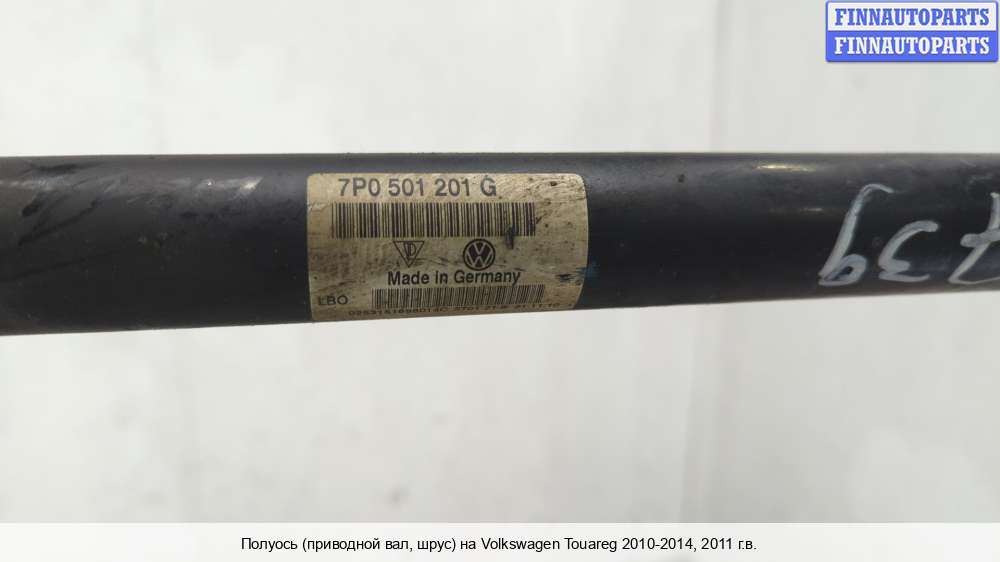 FINNAUTOPARTS
FINNAUTOPARTS
7P0 501 201 G
Made in Germany
LBO
739
Полуось (приводной вал, шрус) на Volkswagen Touareg 2010-2014, 2011 г.в.